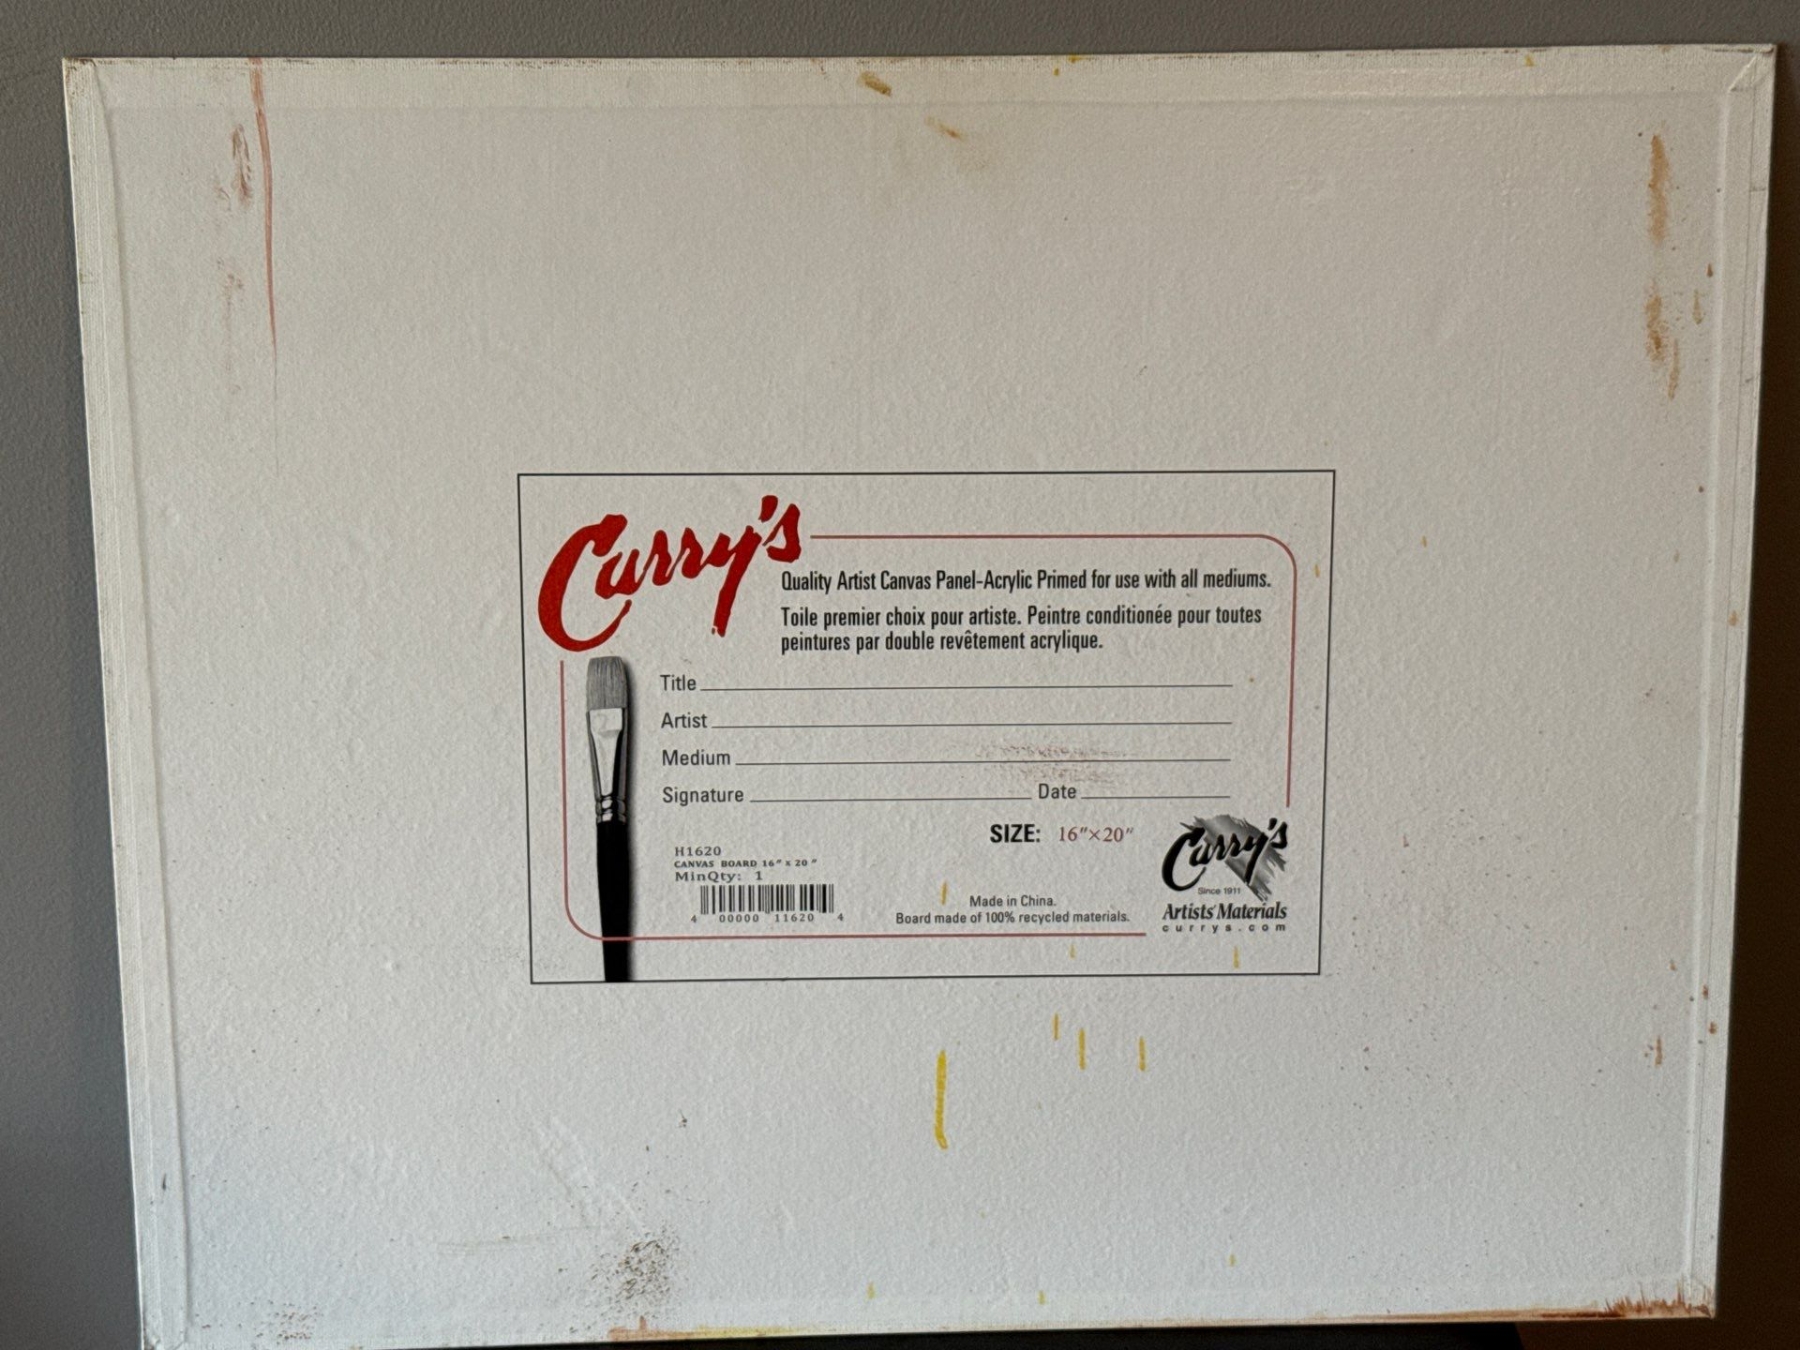 Curry's
Quality Artist Canvas Panel-Acrylic Primed for use with all mediums.
Toile premier choix pour artiste. Peintre conditionée pour toutes
peintures par double revêtement acrylique.
Title
Artist
Medium
Signature Date
SIZE: 16"×20"
H1620
CANVAS BOARD 16" x 20"
MinQty: 1
4 00000 11620 4
Made in China.
Board made of 100% recycled materials.
Curry's
Since 1911
Artists' Materials
currys.com